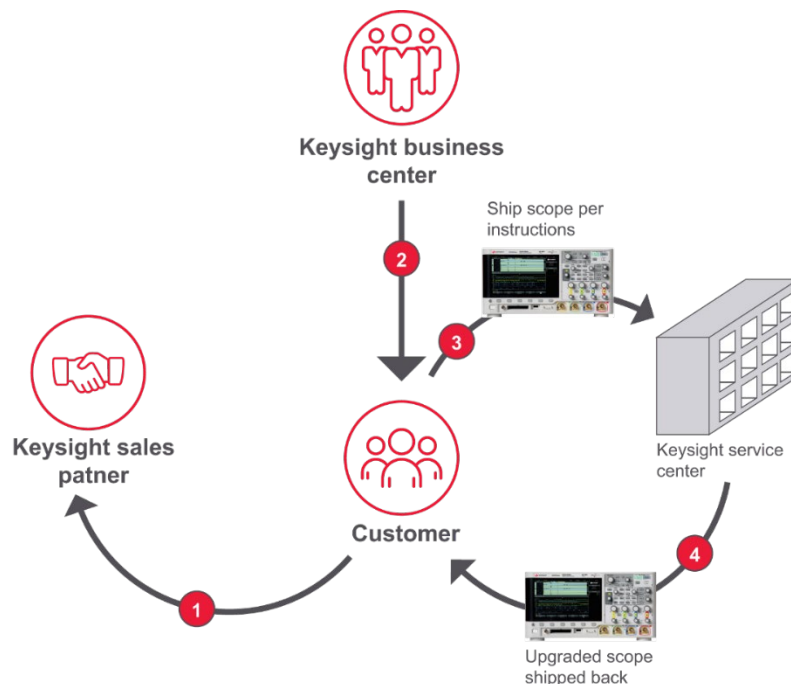 Keysight business
center
Ship scope per
instructions
2
3
Keysight sales
patner
Keysight service
center
Customer
4
1
Upgraded scope
shipped back